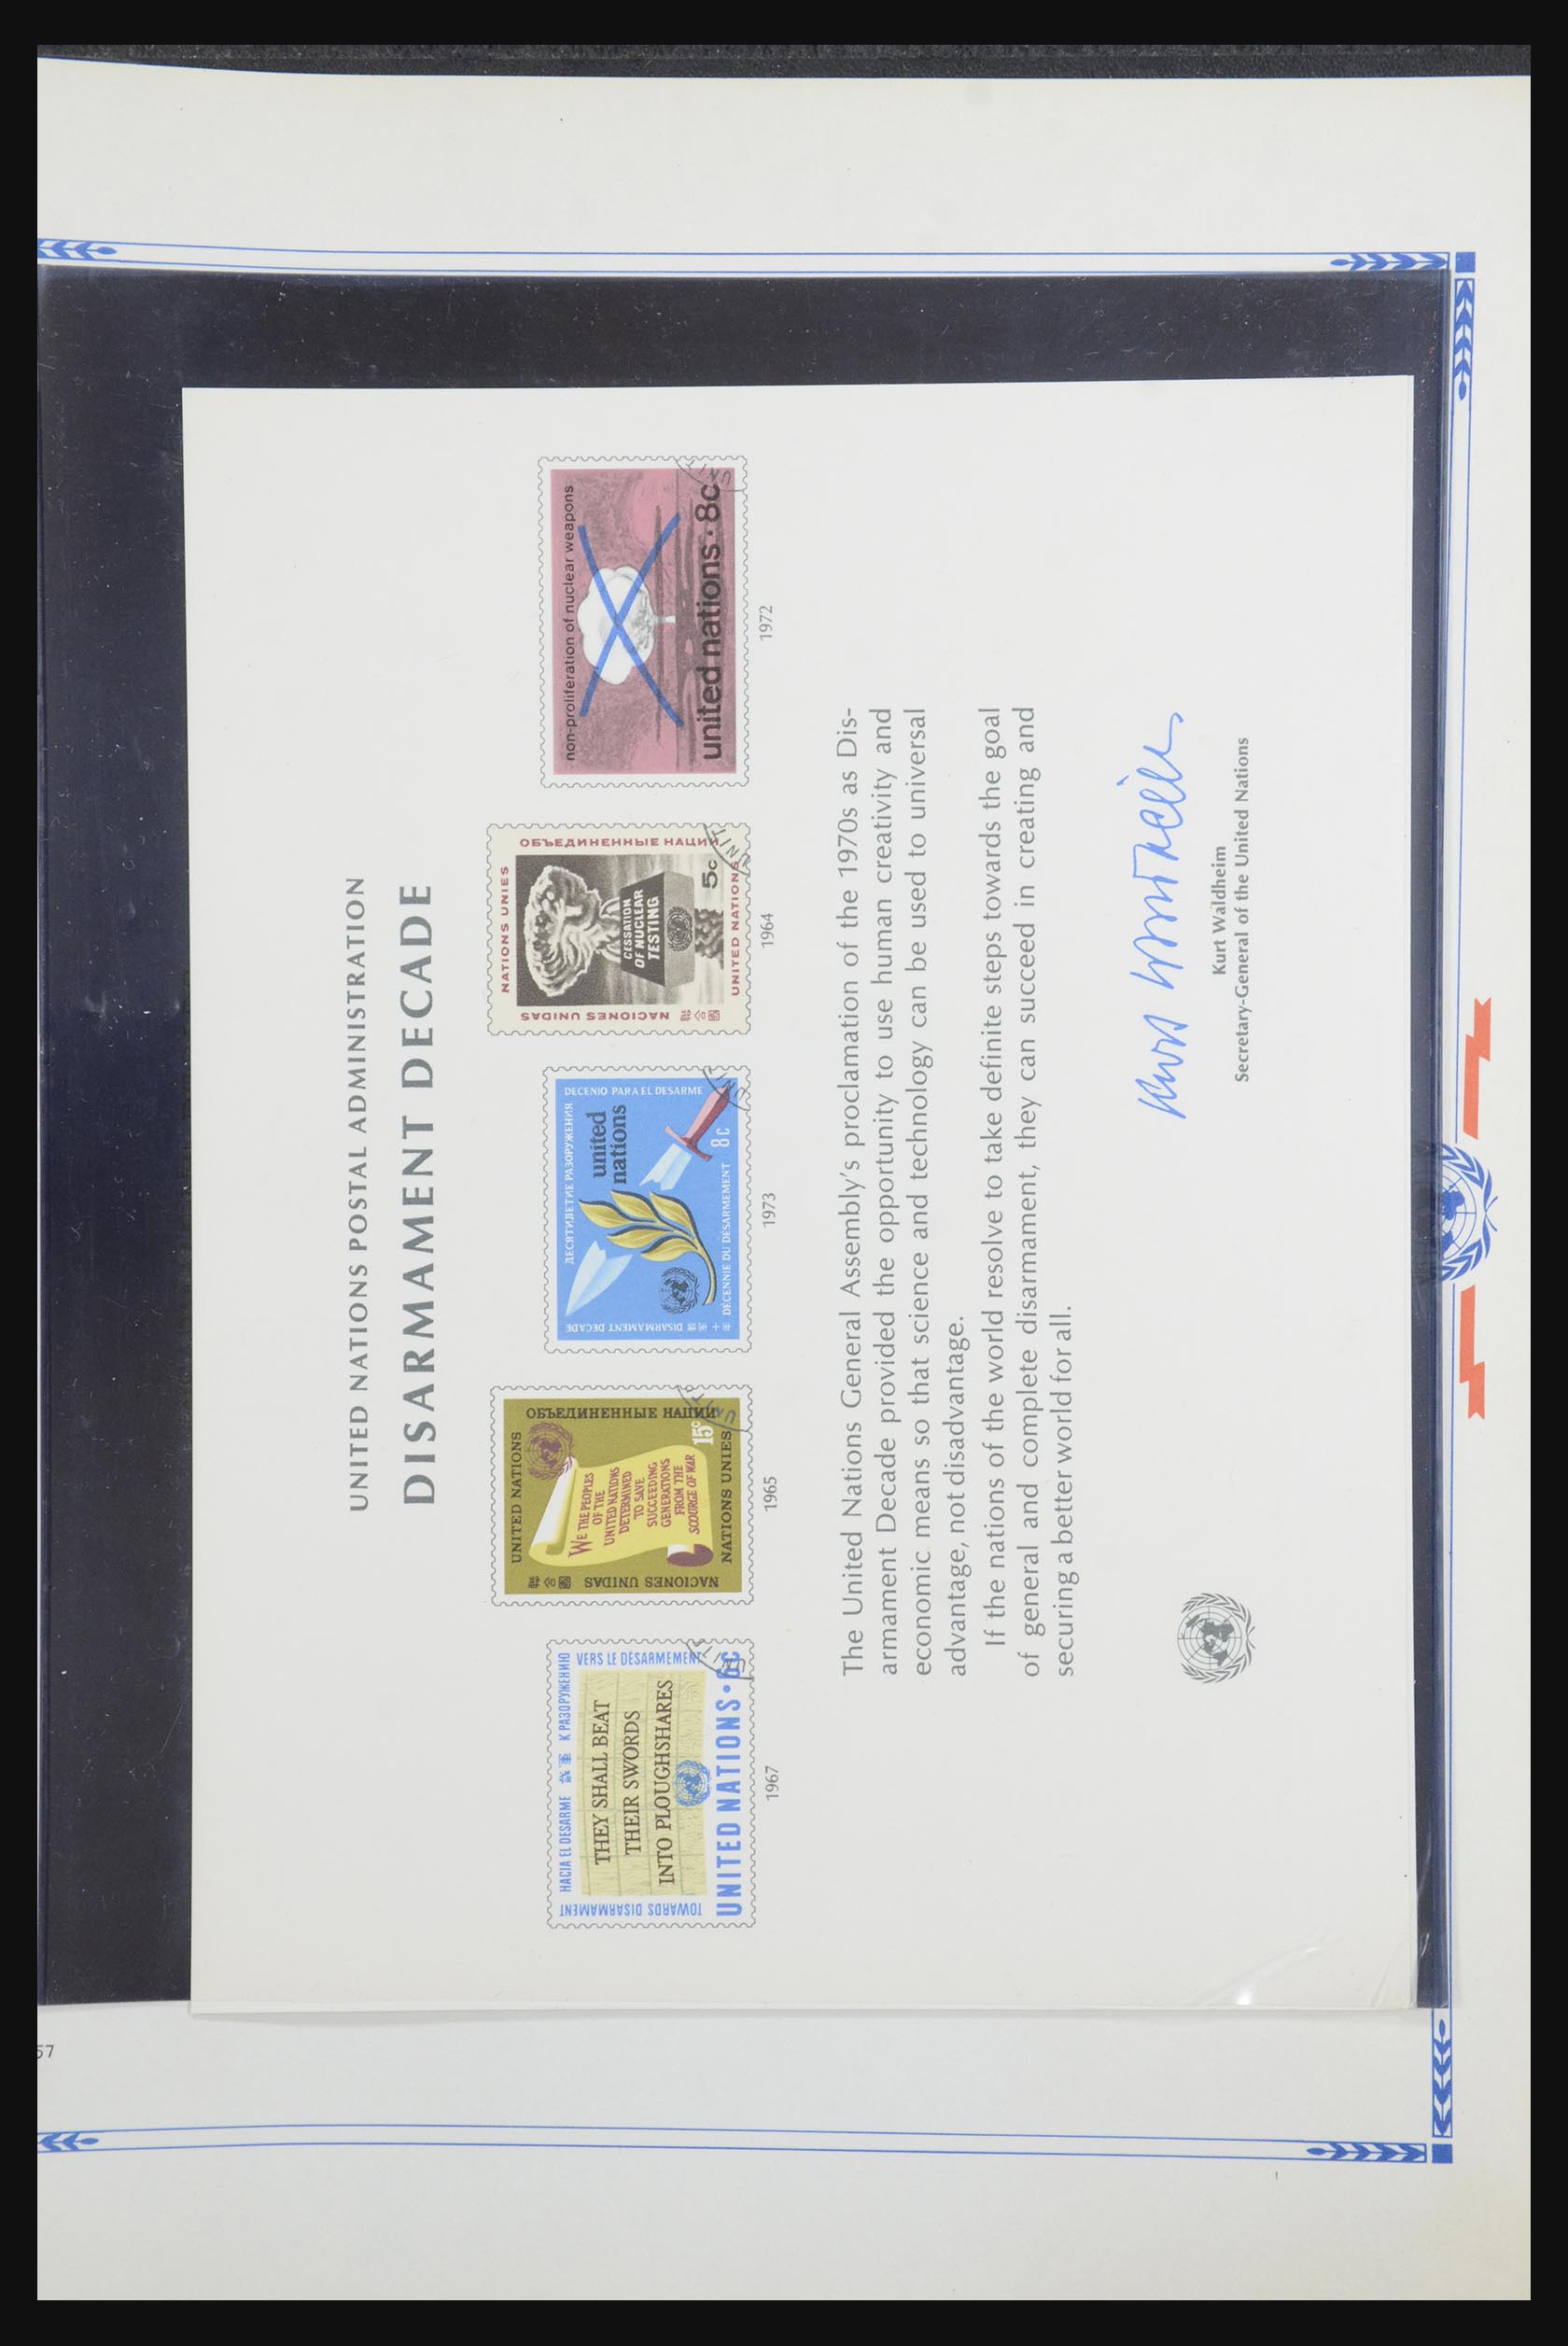 UNITED NATIONS POSTAL ADMINISTRATION
DISARMAMENT DECADE
HACIA EL DESARME К РАЗОРУЖЕНИЮ
VERS LE DÉSARMEMENT
TOWARDS DISARMAMENT
THEY SHALL BEAT
THEIR SWORDS
INTO PLOUGHSHARES
UNITED NATIONS • 6c
1967
UNITED NATIONS
ОБЪЕДИНЕННЫЕ НАЦИИ
NACIONES UNIDAS
NATIONS UNIES
15c
WE THE PEOPLES
OF THE
UNITED NATIONS
DETERMINED
TO SAVE
SUCCEEDING
GENERATIONS
FROM THE
SCOURGE OF WAR
UNIT
1965
ДЕСЯТИЛЕТИЕ РАЗОРУЖЕНИЯ
DECENIO PARA EL DESARME
DISARMAMENT DECADE
DÉCENNIE DU DÉSARMEMENT
united
nations
8c
1973
NATIONS UNIES
ОБЪЕДИНЕННЫЕ НАЦИИ
NACIONES UNIDAS
UNITED NATIONS
CESSATION
OF NUCLEAR
TESTING
5c
UNIT
1964
non-proliferation of nuclear weapons
united nations • 8c
UNIT
1972
The United Nations General Assembly's proclamation of the 1970s as Dis-
armament Decade provided the opportunity to use human creativity and
economic means so that science and technology can be used to universal
advantage, not disadvantage.
If the nations of the world resolve to take definite steps towards the goal
of general and complete disarmament, they can succeed in creating and
securing a better world for all.
Kurt Waldheim
Secretary-General of the United Nations
57